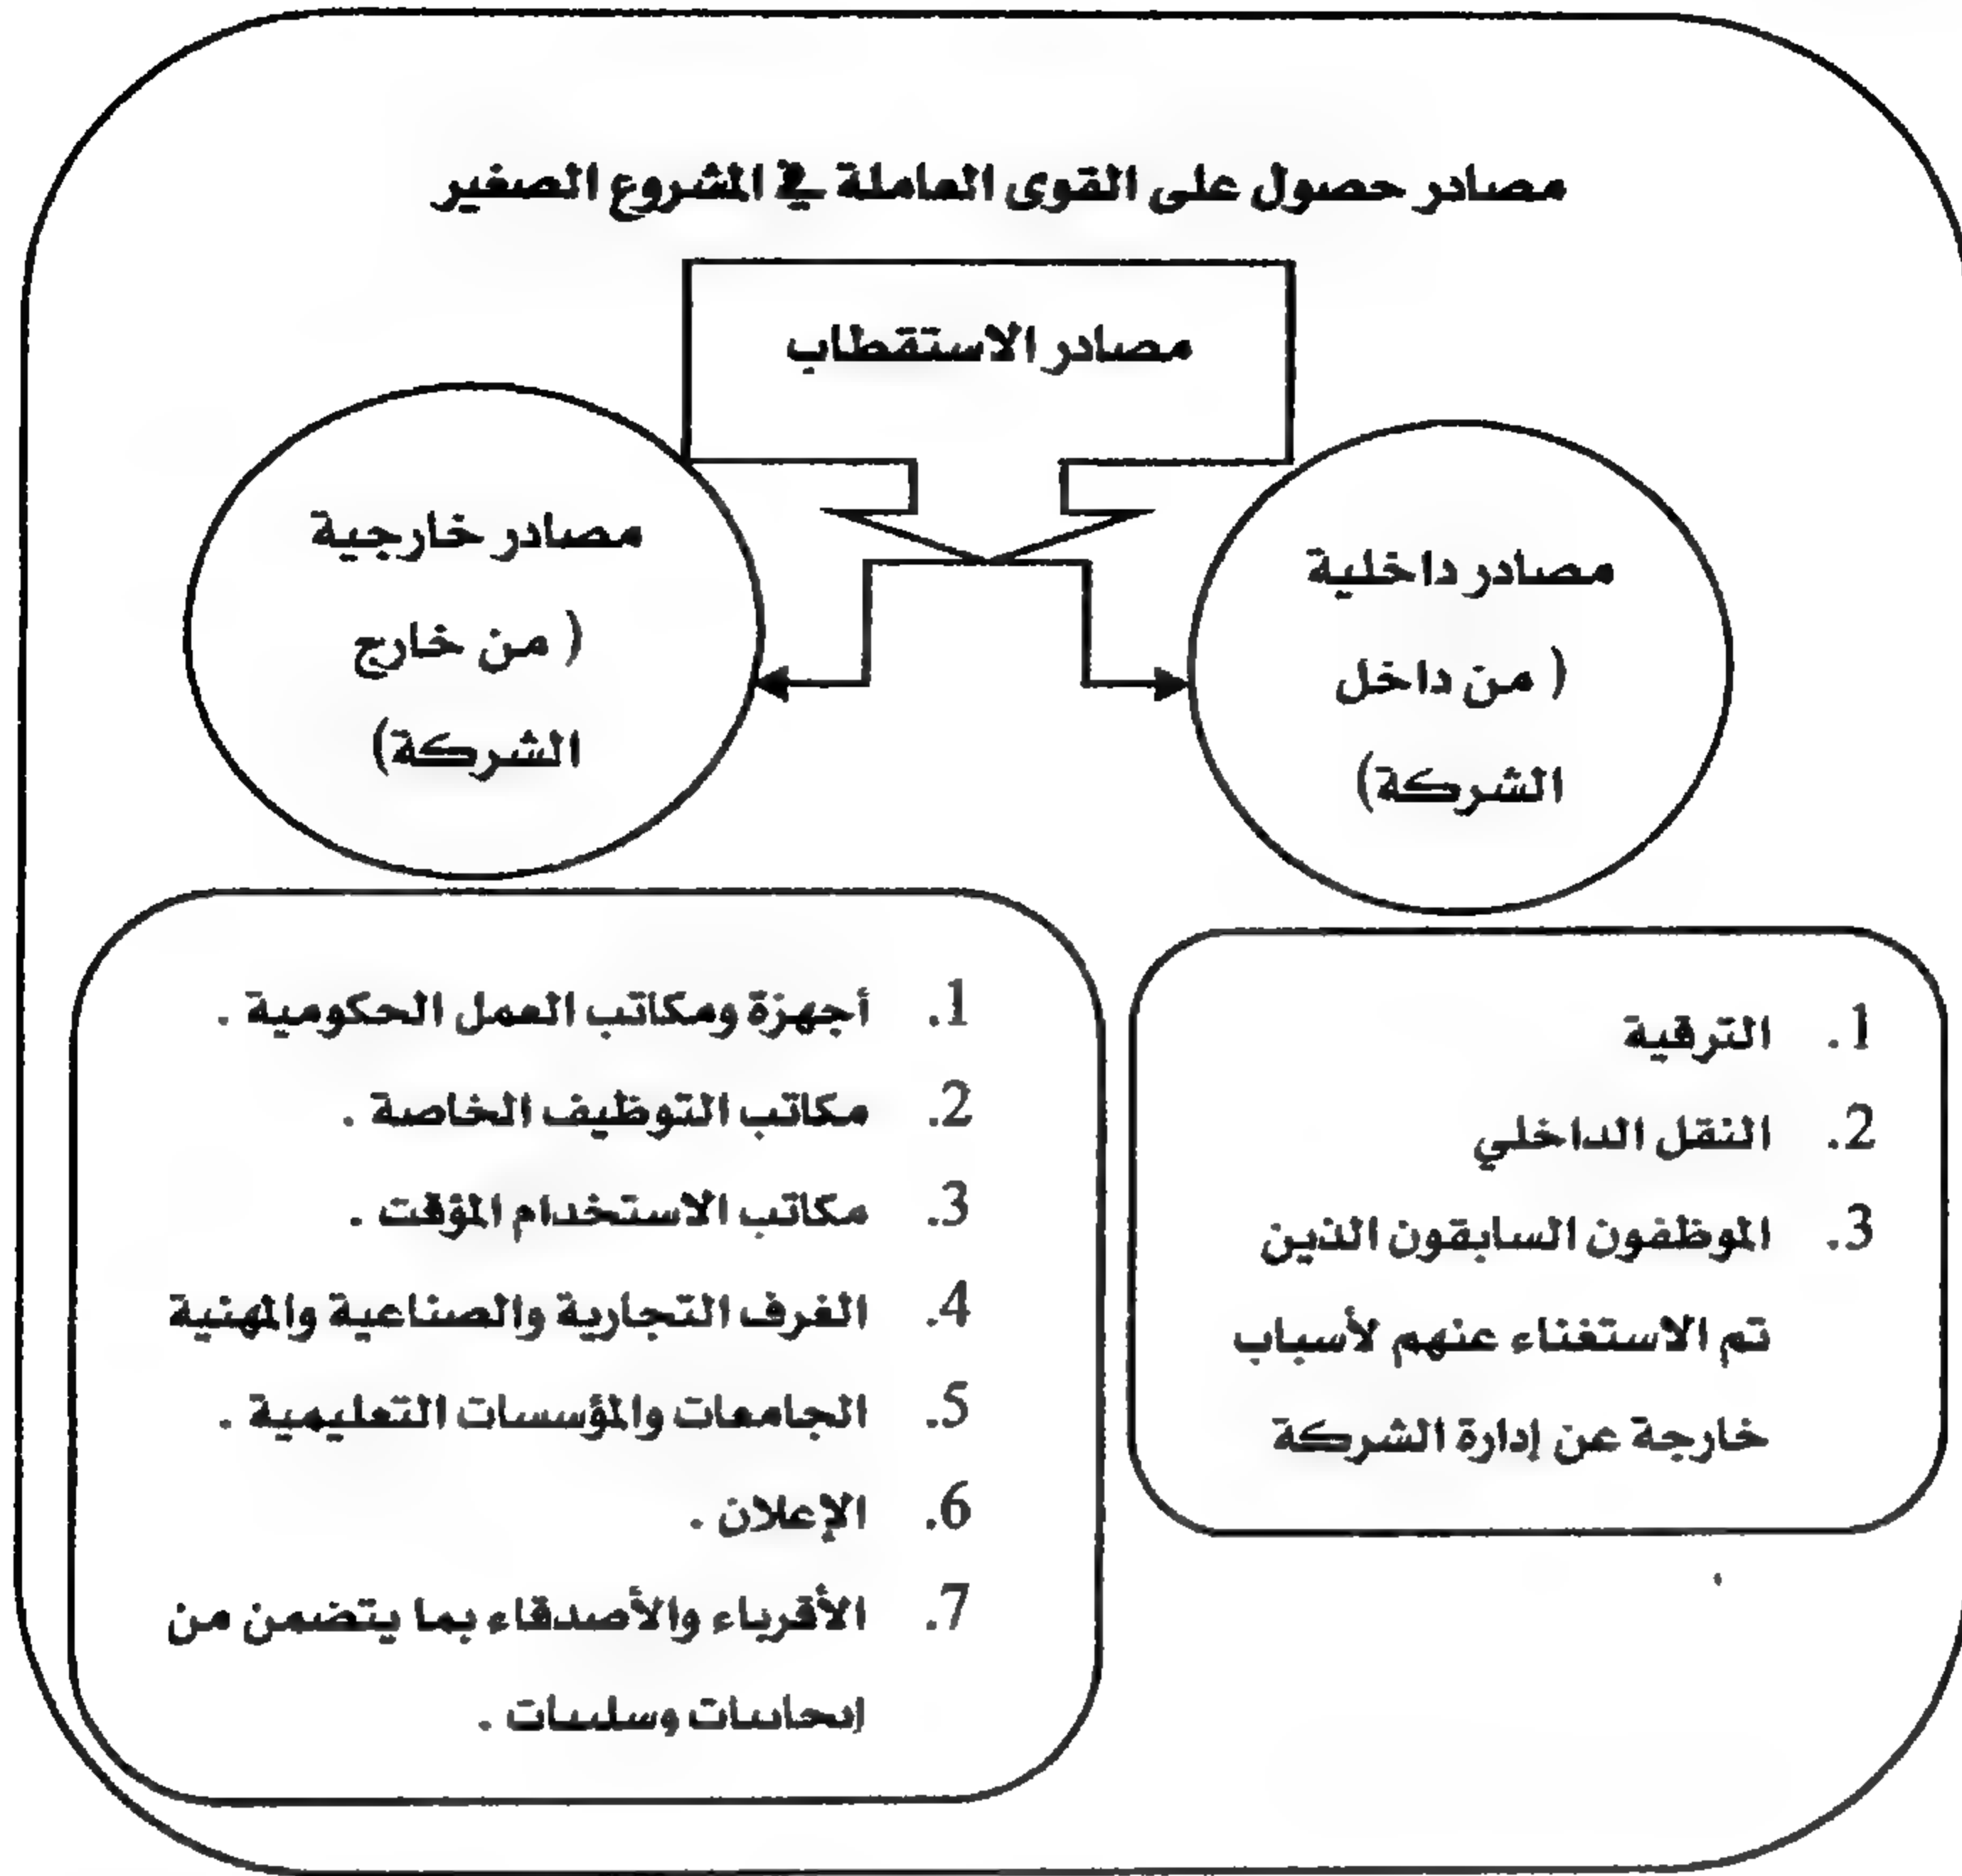 مصادر حصول على القوى العاملة في المشروع الصغير
مصادر الاستقطاب
مصادر داخلية
( من داخل
الشركة)
مصادر خارجية
( من خارج
الشركة)
1. الترقية
2. النقل الداخلي
3. الموظفون السابقون الذين
تم الاستغناء عنهم لأسباب
خارجة عن إدارة الشركة
1. أجهزة ومكاتب العمل الحكومية .
2. مكاتب التوظيف الخاصة .
3. مكاتب الاستخدام المؤقت .
4. الغرف التجارية والصناعية والمهنية
5. الجامعات والمؤسسات التعليمية .
6. الإعلان .
7. الأقرباء والأصدقاء بما يتضمن من
إيجابيات وسلبيات .